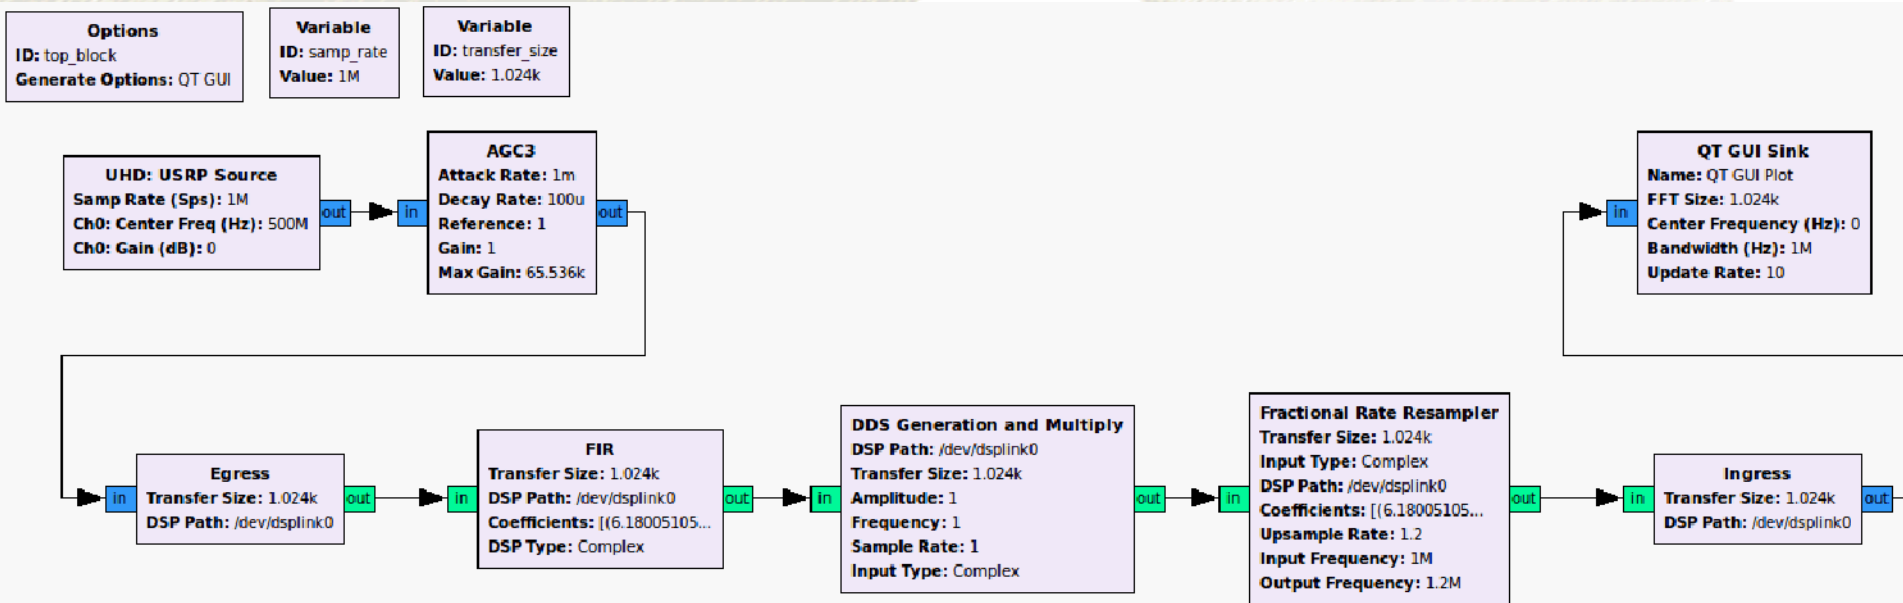 Options
ID: top_block
Generate Options: QT GUI
Variable
ID: samp_rate
Value: 1M
Variable
ID: transfer_size
Value: 1.024k
UHD: USRP Source
Samp Rate (Sps): 1M
Ch0: Center Freq (Hz): 500M
Ch0: Gain (dB): 0
out
in
AGC3
Attack Rate: 1m
Decay Rate: 100u
Reference: 1
Gain: 1
Max Gain: 65.536k
out
in
QT GUI Sink
Name: QT GUI Plot
FFT Size: 1.024k
Center Frequency (Hz): 0
Bandwidth (Hz): 1M
Update Rate: 10
in
Egress
Transfer Size: 1.024k
DSP Path: /dev/dsplink0
out
in
FIR
Transfer Size: 1.024k
DSP Path: /dev/dsplink0
Coefficients: [(6.18005105...
DSP Type: Complex
out
in
DDS Generation and Multiply
DSP Path: /dev/dsplink0
Transfer Size: 1.024k
Amplitude: 1
Frequency: 1
Sample Rate: 1
Input Type: Complex
out
in
Fractional Rate Resampler
Transfer Size: 1.024k
Input Type: Complex
DSP Path: /dev/dsplink0
Coefficients: [(6.18005105...
Upsample Rate: 1.2
Input Frequency: 1M
Output Frequency: 1.2M
out
in
Ingress
Transfer Size: 1.024k
DSP Path: /dev/dsplink0
out